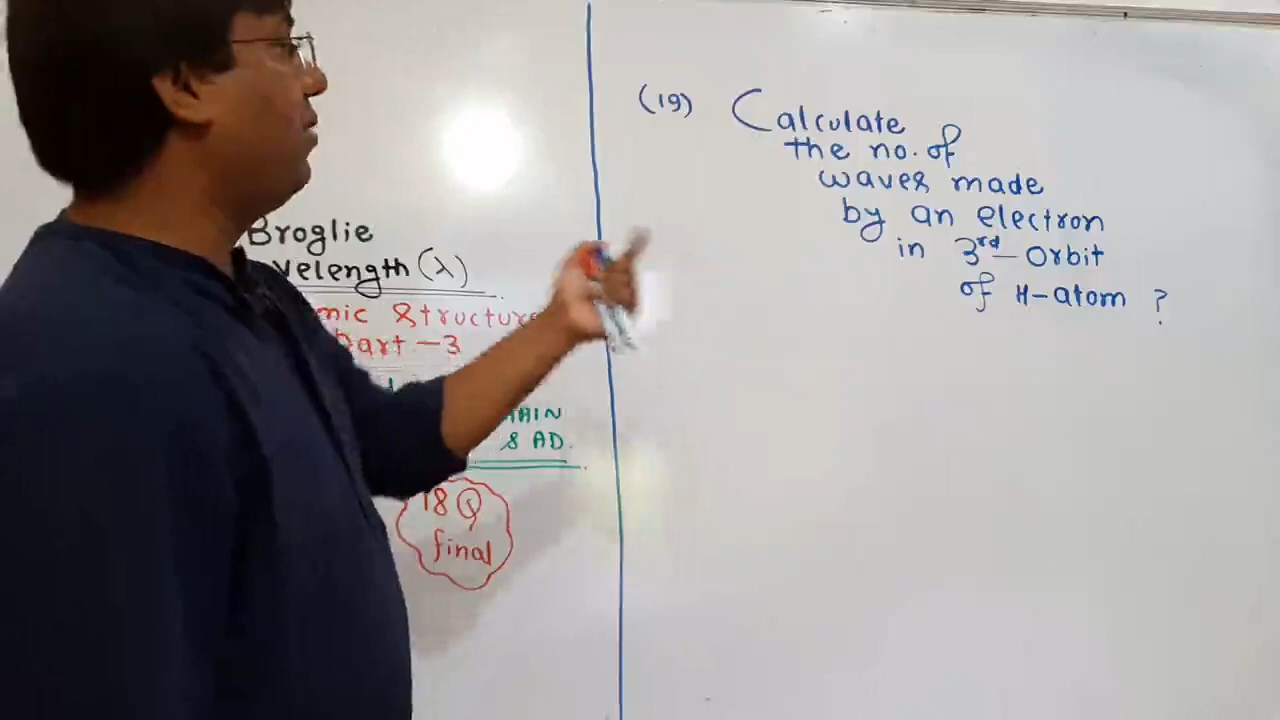 Broglie
velength (λ)
mic Structure
Part-3
AIN
& AD.
18 Q
final
(19) Calculate
the no. of
waves made
by an electron
in 3rd-Orbit
of H-atom ?